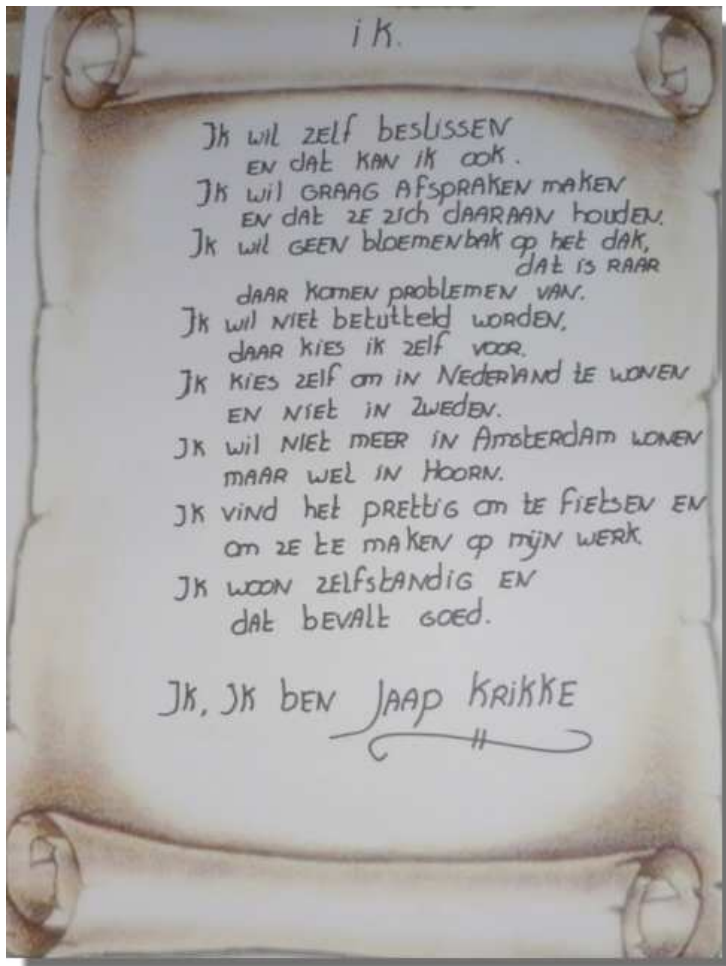 ik.
Ik wil zelf beslissen
en dat kan ik ook.
Ik wil graag afspraken maken
en dat ze zich daaraan houden.
Ik wil geen bloemenbak op het dak,
dat is raar
daar komen problemen van.
Ik wil niet betutteld worden,
daar kies ik zelf voor.
Ik kies zelf om in Nederland te wonen
en niet in Zweden.
Ik wil niet meer in Amsterdam wonen
maar wel in Hoorn.
Ik vind het prettig om te fietsen en
om ze te maken op mijn werk.
Ik woon zelfstandig en
dat bevalt goed.
Ik, Ik ben Jaap Krikke